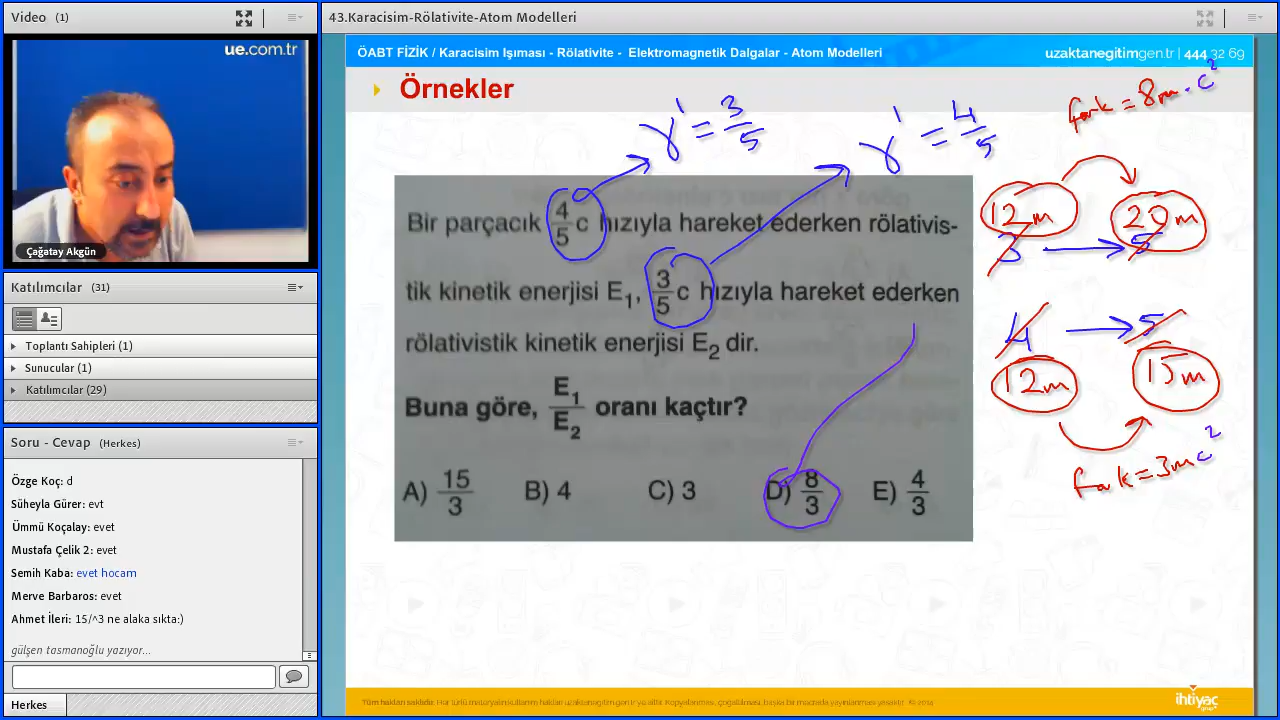 Video (1)
ue.com.tr
Çağatay Akgün
Katılımcılar (31)
Toplantı Sahipleri (1)
Sunucular (1)
Katılımcılar (29)
Soru - Cevap (Herkes)
Özge Koç: d
Süheyla Gürer: evt
Ümmü Koçalay: evet
Mustafa Çelik 2: evet
Semih Kaba: evet hocam
Merve Barbaros: evet
Ahmet İleri: 15/^3 ne alaka sıkta:)
gülşen tasmanoğlu yazıyor...
Herkes
43.Karacisim-Rölativite-Atom Modelleri
ÖABT FİZİK / Karacisim Işıması - Rölativite - Elektromagnetik Dalgalar - Atom Modelleri
uzaktanegitimgen.tr | 444 32 69
Örnekler
γ' = 3/5
γ' = 4/5
fark = 8m . c²
12m
20m
3 → 5
4 → 5
12m
15m
fark = 3mc²
Bir parçacık 4/5 c hızıyla hareket ederken rölativis-
tik kinetik enerjisi E₁, 3/5 c hızıyla hareket ederken
rölativistik kinetik enerjisi E₂ dir.
Buna göre, E₁/E₂ oranı kaçtır?
A) 15/3 B) 4 C) 3 D) 8/3 E) 4/3
ihtiyaç